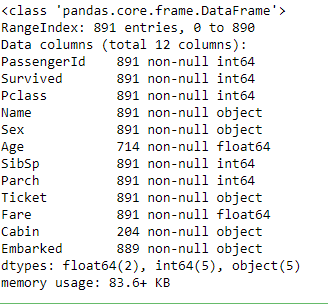 <class 'pandas.core.frame.DataFrame'>
RangeIndex: 891 entries, 0 to 890
Data columns (total 12 columns):
PassengerId    891 non-null int64
Survived       891 non-null int64
Pclass         891 non-null int64
Name           891 non-null object
Sex            891 non-null object
Age            714 non-null float64
SibSp          891 non-null int64
Parch          891 non-null int64
Ticket         891 non-null object
Fare           891 non-null float64
Cabin          204 non-null object
Embarked       889 non-null object
dtypes: float64(2), int64(5), object(5)
memory usage: 83.6+ KB